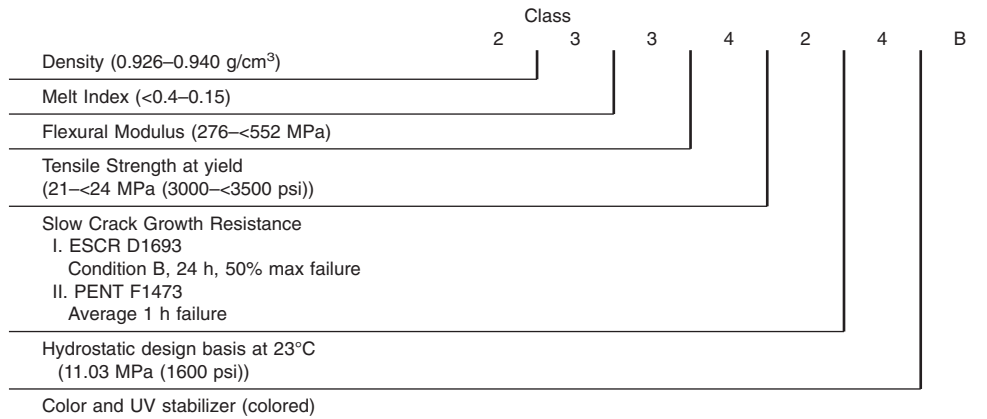 Class
2 3 3 4 2 4 B
Density (0.926–0.940 g/cm³)
Melt Index (<0.4–0.15)
Flexural Modulus (276–<552 MPa)
Tensile Strength at yield
(21–<24 MPa (3000–<3500 psi))
Slow Crack Growth Resistance
I. ESCR D1693
Condition B, 24 h, 50% max failure
II. PENT F1473
Average 1 h failure
Hydrostatic design basis at 23°C
(11.03 MPa (1600 psi))
Color and UV stabilizer (colored)